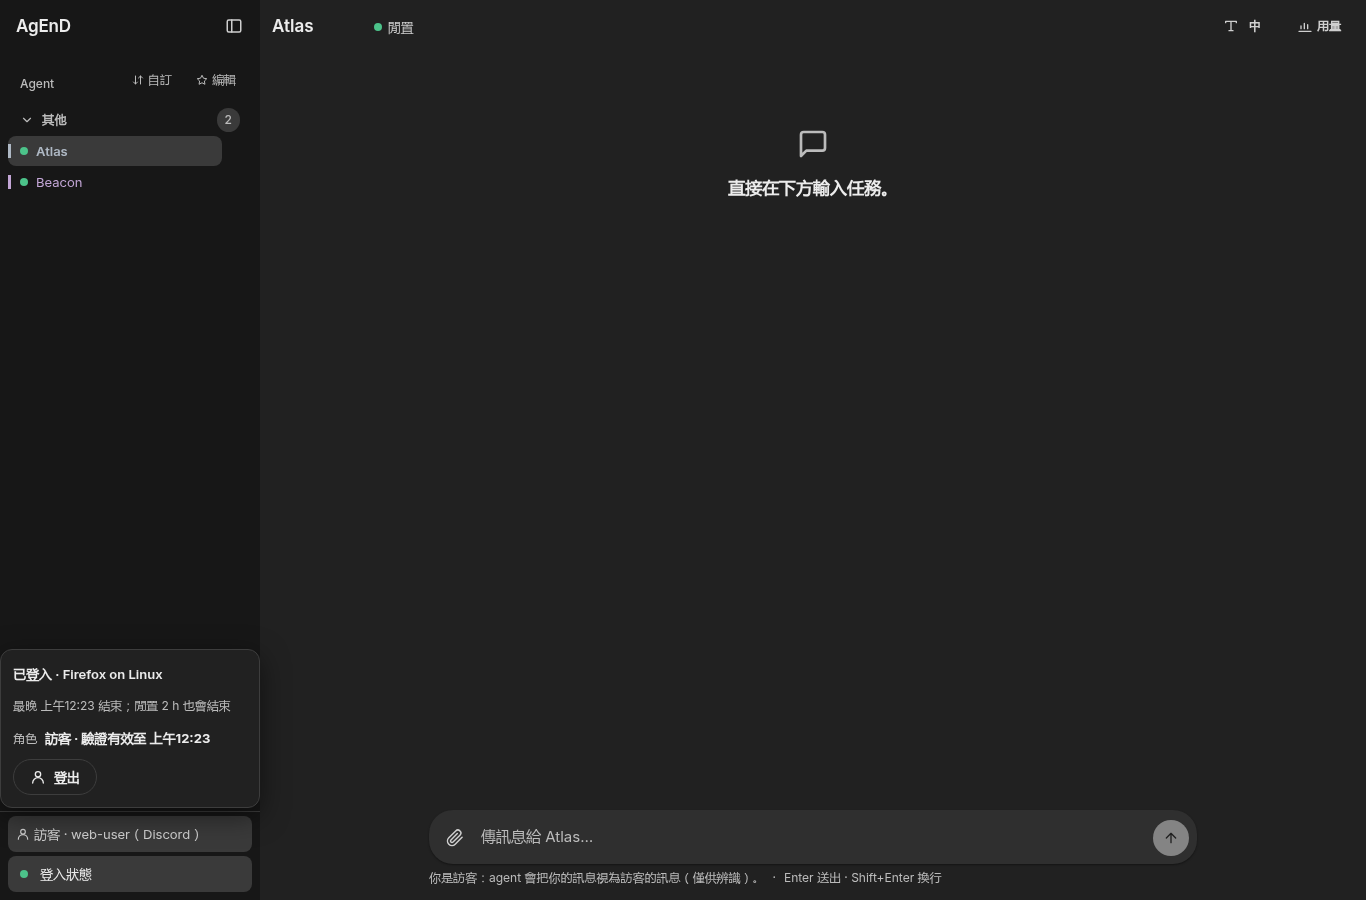 AgEnD
Atlas
閒置
中
用量
Agent
自訂
編輯
其他
2
Atlas
Beacon
直接在下方輸入任務。
已登入 · Firefox on Linux
最晚 上午12:23 結束；閒置 2 h 也會結束
角色 訪客 · 驗證有效至 上午12:23
登出
訪客 · web-user（Discord）
登入狀態
傳訊息給 Atlas...
你是訪客：agent 會把你的訊息視為訪客的訊息（僅供辨識）。 · Enter 送出 · Shift+Enter 換行